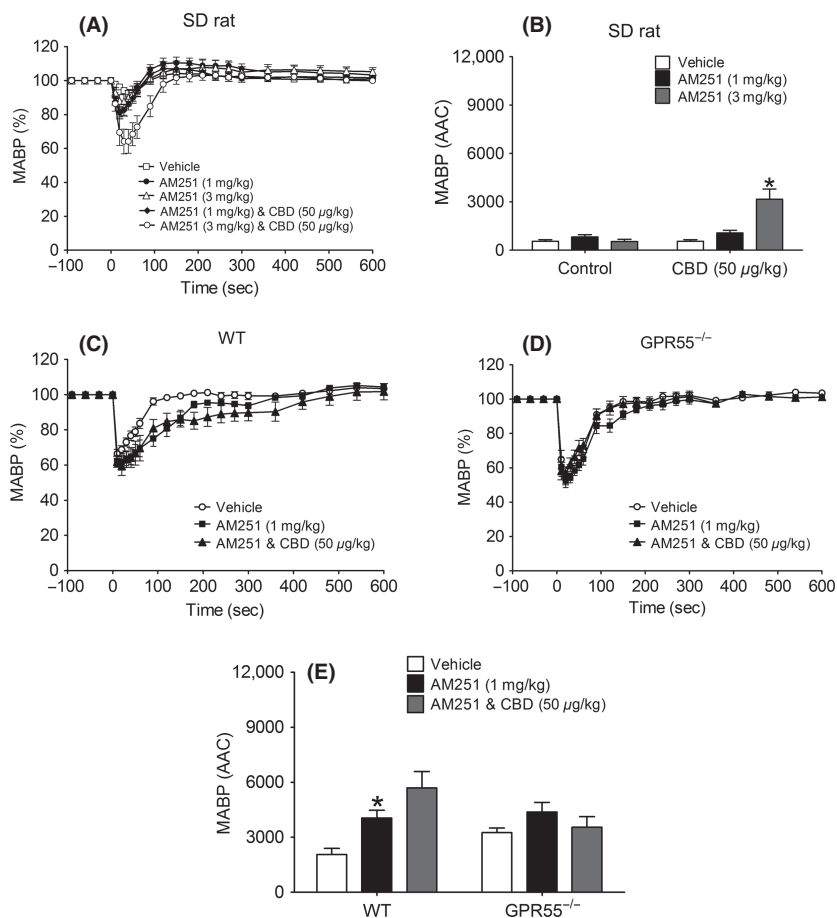 (A)
SD rat
MABP (%)
120
100
80
60
40
20
0
Vehicle
AM251 (1 mg/kg)
AM251 (3 mg/kg)
AM251 (1 mg/kg) & CBD (50 µg/kg)
AM251 (3 mg/kg) & CBD (50 µg/kg)
−100 0 100 200 300 400 500 600
Time (sec)
(B)
SD rat
MABP (AAC)
12,000
9000
6000
3000
0
Vehicle
AM251 (1 mg/kg)
AM251 (3 mg/kg)
*
Control CBD (50 µg/kg)
(C)
WT
MABP (%)
120
100
80
60
40
20
0
Vehicle
AM251 (1 mg/kg)
AM251 & CBD (50 µg/kg)
−100 0 100 200 300 400 500 600
Time (sec)
(D)
GPR55−/−
MABP (%)
120
100
80
60
40
20
0
Vehicle
AM251 (1 mg/kg)
AM251 & CBD (50 µg/kg)
−100 0 100 200 300 400 500 600
Time (sec)
(E)
MABP (AAC)
12,000
9000
6000
3000
0
Vehicle
AM251 (1 mg/kg)
AM251 & CBD (50 µg/kg)
*
WT GPR55−/−